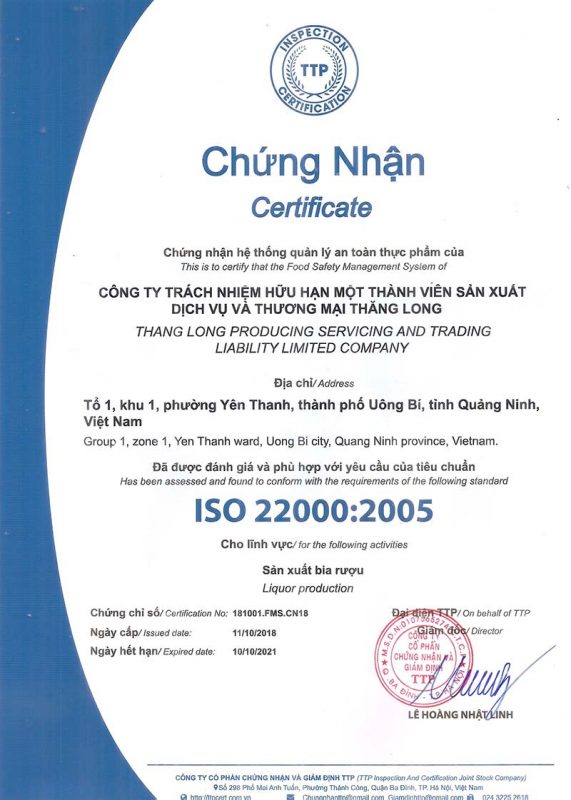 INSPECTION
TTP
CERTIFICATION
Chứng Nhận
Certificate
Chứng nhận hệ thống quản lý an toàn thực phẩm của
This is to certify that the Food Safety Management System of
CÔNG TY TRÁCH NHIỆM HỮU HẠN MỘT THÀNH VIÊN SẢN XUẤT
DỊCH VỤ VÀ THƯƠNG MẠI THĂNG LONG
THANG LONG PRODUCING SERVICING AND TRADING
LIABILITY LIMITED COMPANY
Địa chỉ/ Address
Tổ 1, khu 1, phường Yên Thanh, thành phố Uông Bí, tỉnh Quảng Ninh,
Việt Nam
Group 1, zone 1, Yen Thanh ward, Uong Bi city, Quang Ninh province, Vietnam.
Đã được đánh giá và phù hợp với yêu cầu của tiêu chuẩn
Has been assessed and found to conform with the requirements of the following standard
ISO 22000:2005
Cho lĩnh vực/ for the following activities
Sản xuất bia rượu
Liquor production
Chứng chỉ số/ Certification No: 181001.FMS.CN18
Đại diện TTP/ On behalf of TTP
Ngày cấp/ Issued date: 11/10/2018
Giám đốc/ Director
Ngày hết hạn/ Expired date: 10/10/2021
CÔNG TY
CỔ PHẦN
CHỨNG NHẬN VÀ
GIÁM ĐỊNH
TTP
LÊ HOÀNG NHẬT LINH
CÔNG TY CỔ PHẦN CHỨNG NHẬN VÀ GIÁM ĐỊNH TTP (TTP Inspection And Certification Joint Stock Company)
Số 298 Phố Mai Anh Tuấn, Phường Thành Công, Quận Ba Đình, TP. Hà Nội, Việt Nam
http://ttpcert.com.vn
024 3225 2618